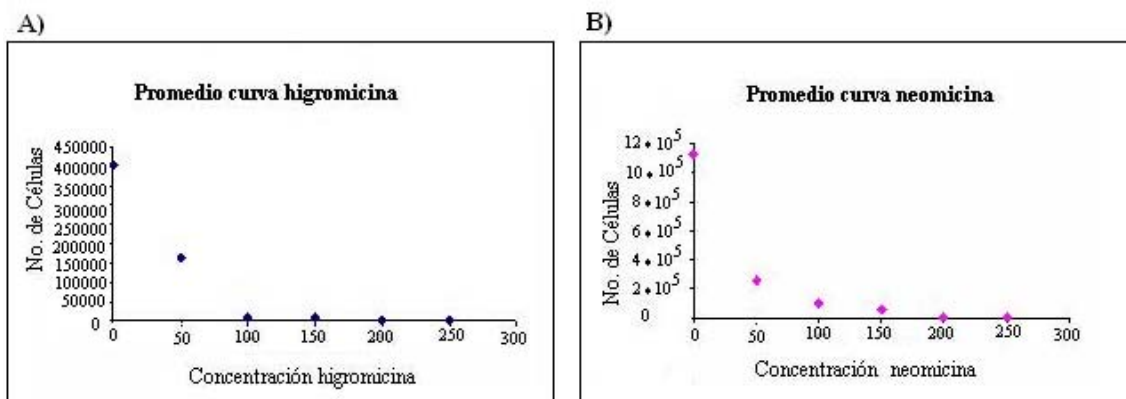 A)
Promedio curva higromicina
No. de Células
450000
400000
350000
300000
250000
200000
150000
100000
50000
0
0 50 100 150 200 250 300
Concentración higromicina
B)
Promedio curva neomicina
No. de Células
12•10⁵
10•10⁵
8•10⁵
6•10⁵
4•10⁵
2•10⁵
0
0 50 100 150 200 250 300
Concentración neomicina